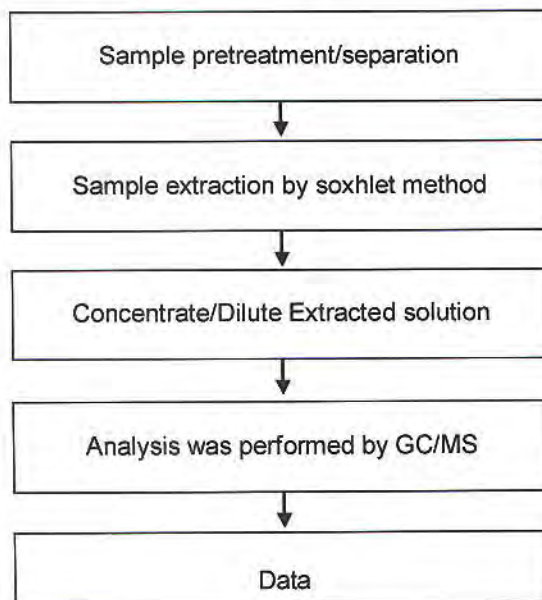 Sample pretreatment/separation
Sample extraction by soxhlet method
Concentrate/Dilute Extracted solution
Analysis was performed by GC/MS
Data